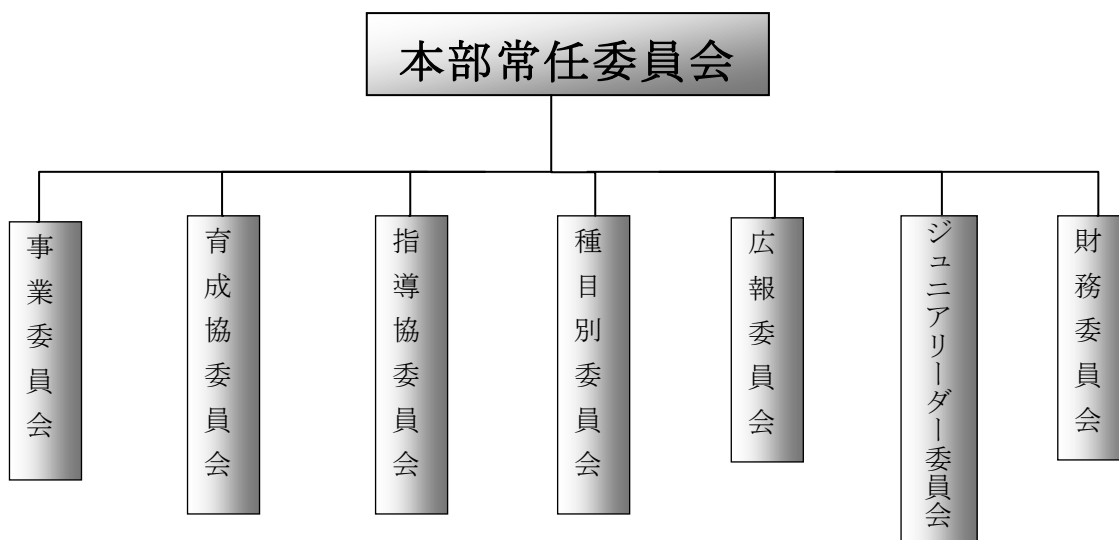 本部常任委員会
事業委員会
育成協委員会
指導協委員会
種目別委員会
広報委員会
ジュニアリーダー委員会
財務委員会